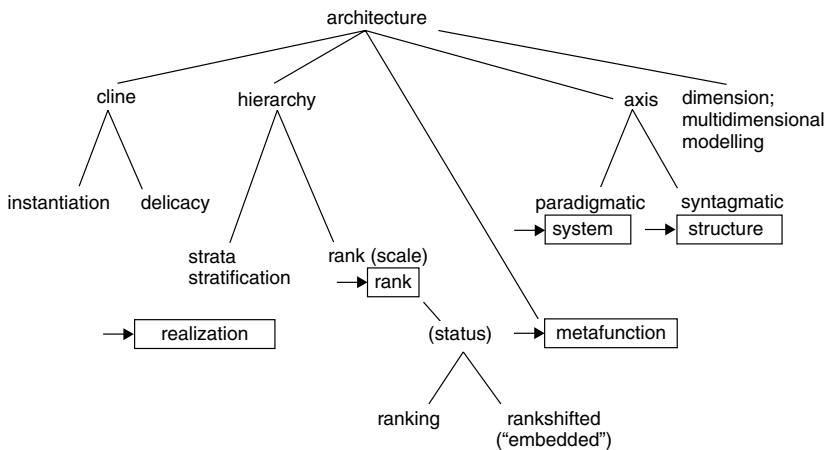 architecture
cline
hierarchy
axis
dimension;
multidimensional
modelling
instantiation
delicacy
paradigmatic
system
syntagmatic
structure
strata
stratification
rank (scale)
rank
realization
(status)
metafunction
ranking
rankshifted
(“embedded”)